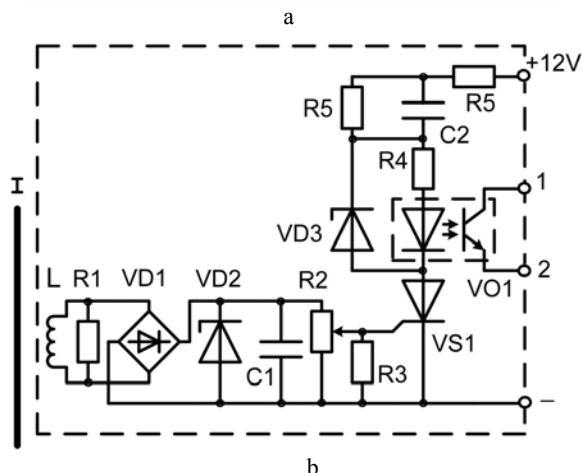 a
+12V
R5
R5
C2
R4
I
1
VD3
2
L R1 VD1 VD2 R2 VO1
VS1
C1
R3
–
b